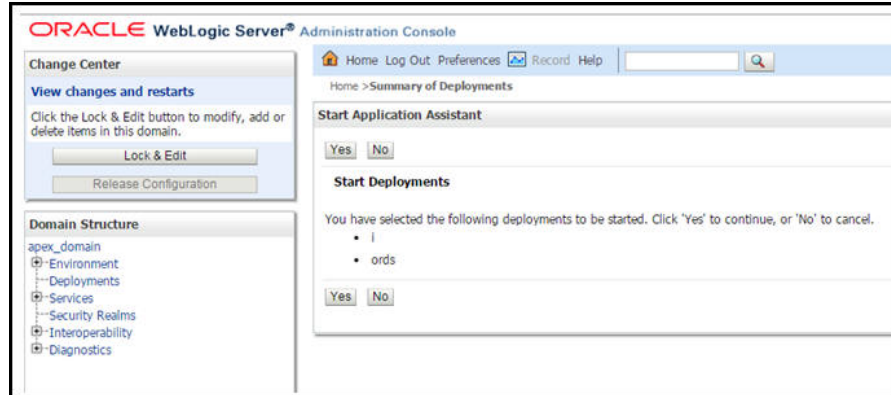 ORACLE WebLogic Server® Administration Console
Change Center
View changes and restarts
Click the Lock & Edit button to modify, add or
delete items in this domain.
Lock & Edit
Release Configuration
Domain Structure
apex_domain
Environment
Deployments
Services
Security Realms
Interoperability
Diagnostics
Home Log Out Preferences Record Help
Home >Summary of Deployments
Start Application Assistant
Yes No
Start Deployments
You have selected the following deployments to be started. Click 'Yes' to continue, or 'No' to cancel.
• i
• ords
Yes No